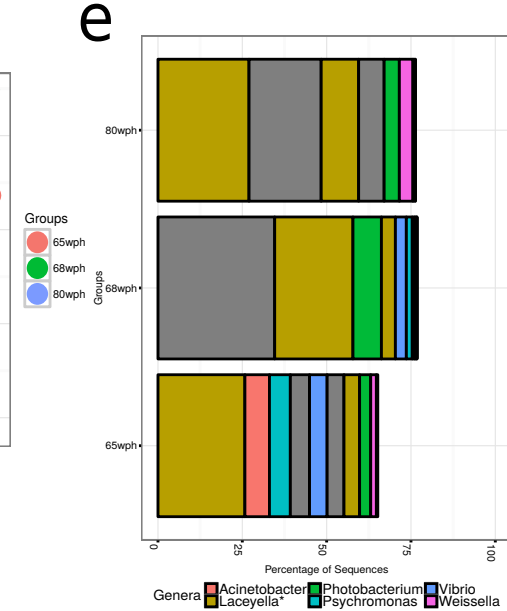 e
80wph
Groups
65wph
68wph
80wph
Groups
68wph
65wph
0 25 50 75 100
Percentage of Sequences
Genera Acinetobacter Photobacterium Vibrio
Laceyella* Psychromonas Weissella